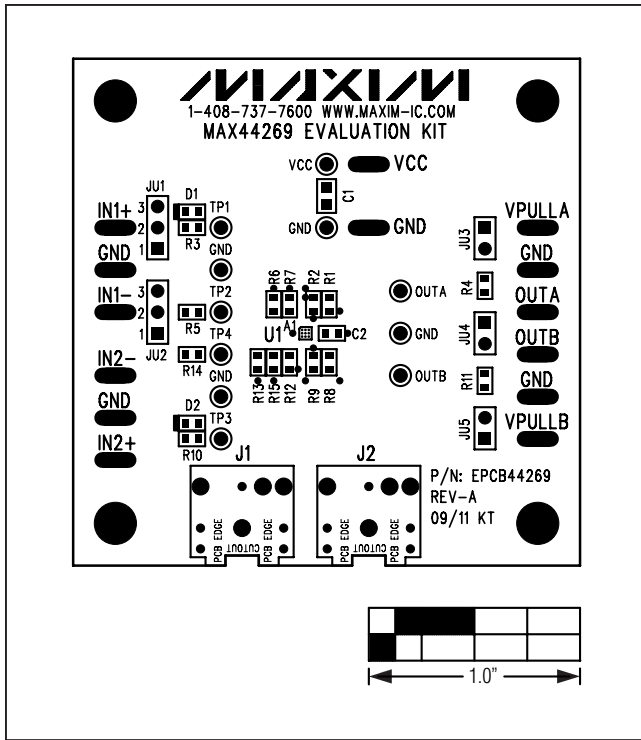 MAXIM
1-408-737-7600 WWW.MAXIM-IC.COM
MAX44269 EVALUATION KIT
VCC VCC
C1
GND GND
JU1
3
2
1
D1
R3
TP1
GND
IN1+
GND
IN1-
JU2
3
2
1
R5
TP2
R14
TP4
GND
IN2-
GND
IN2+
D2
R10
TP3
R6 R7 R2 R1
U1 A1 C2
R13 R15 R12 R9 R8
OUTA
GND
OUTB
JU3
R4
JU4
R11
JU5
VPULLA
GND
OUTA
OUTB
GND
VPULLB
J1 J2
PCB EDGE CUTOUT PCB EDGE
PCB EDGE CUTOUT PCB EDGE
P/N: EPCB44269
REV-A
09/11 KT
1.0”